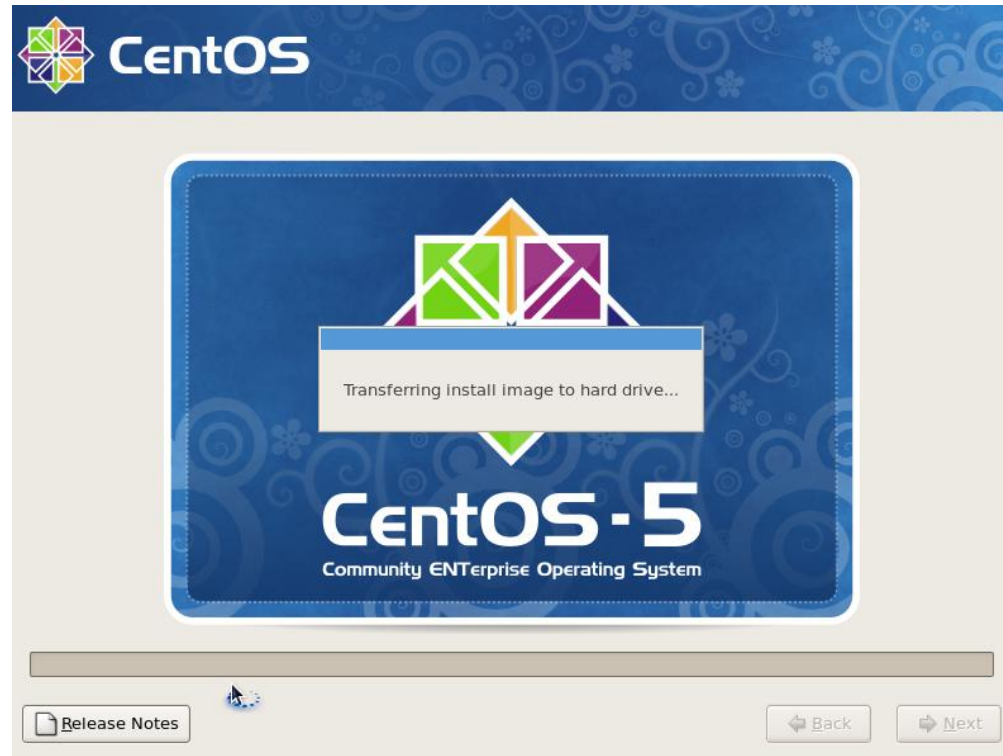 CentOS
Transferring install image to hard drive...
CentOS-5
Community ENTerprise Operating System
Release Notes
Back
Next